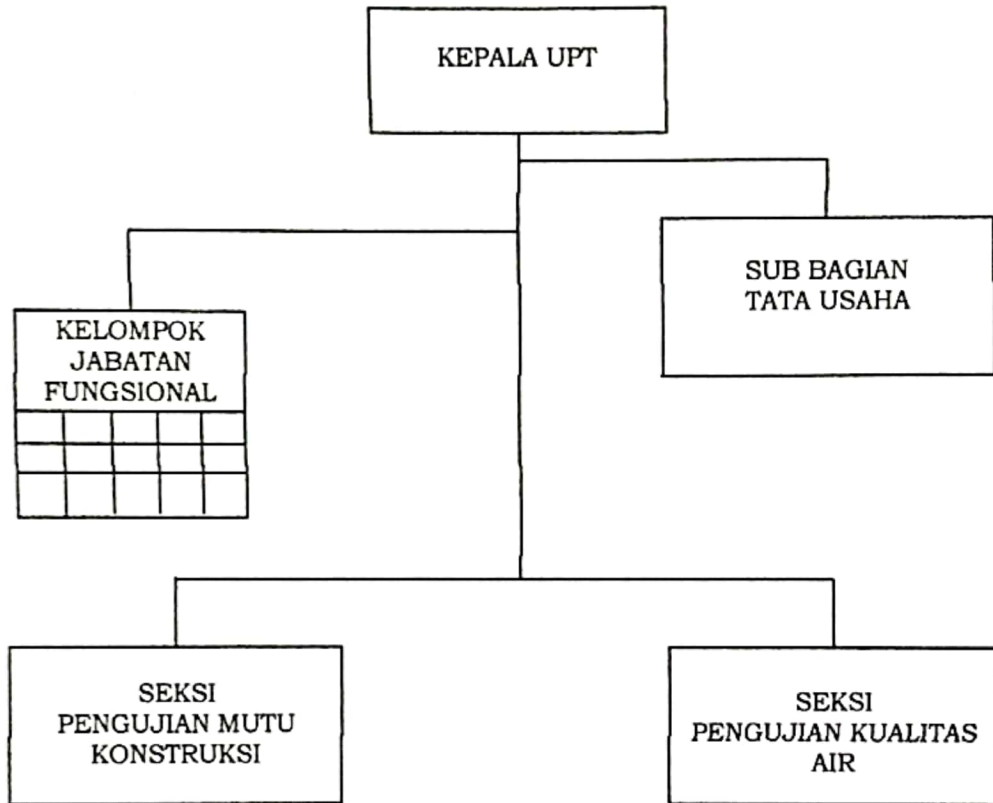 KEPALA UPT
SUB BAGIAN
TATA USAHA
KELOMPOK
JABATAN
FUNGSIONAL
SEKSI
PENGUJIAN MUTU
KONSTRUKSI
SEKSI
PENGUJIAN KUALITAS
AIR